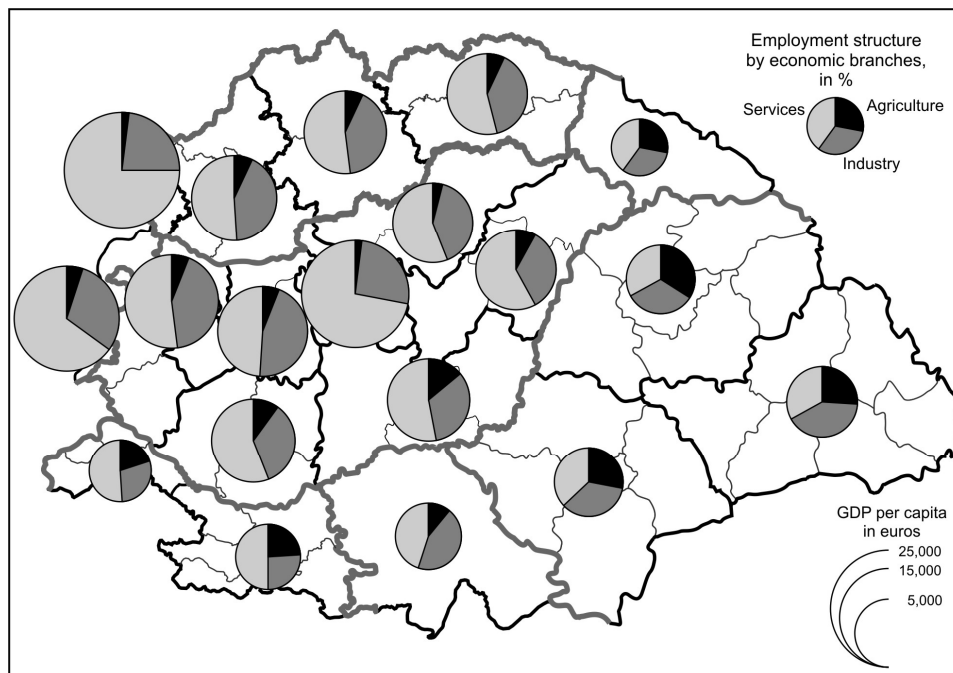 Employment structure
by economic branches,
in %
Services
Agriculture
Industry
GDP per capita
in euros
25,000
15,000
5,000